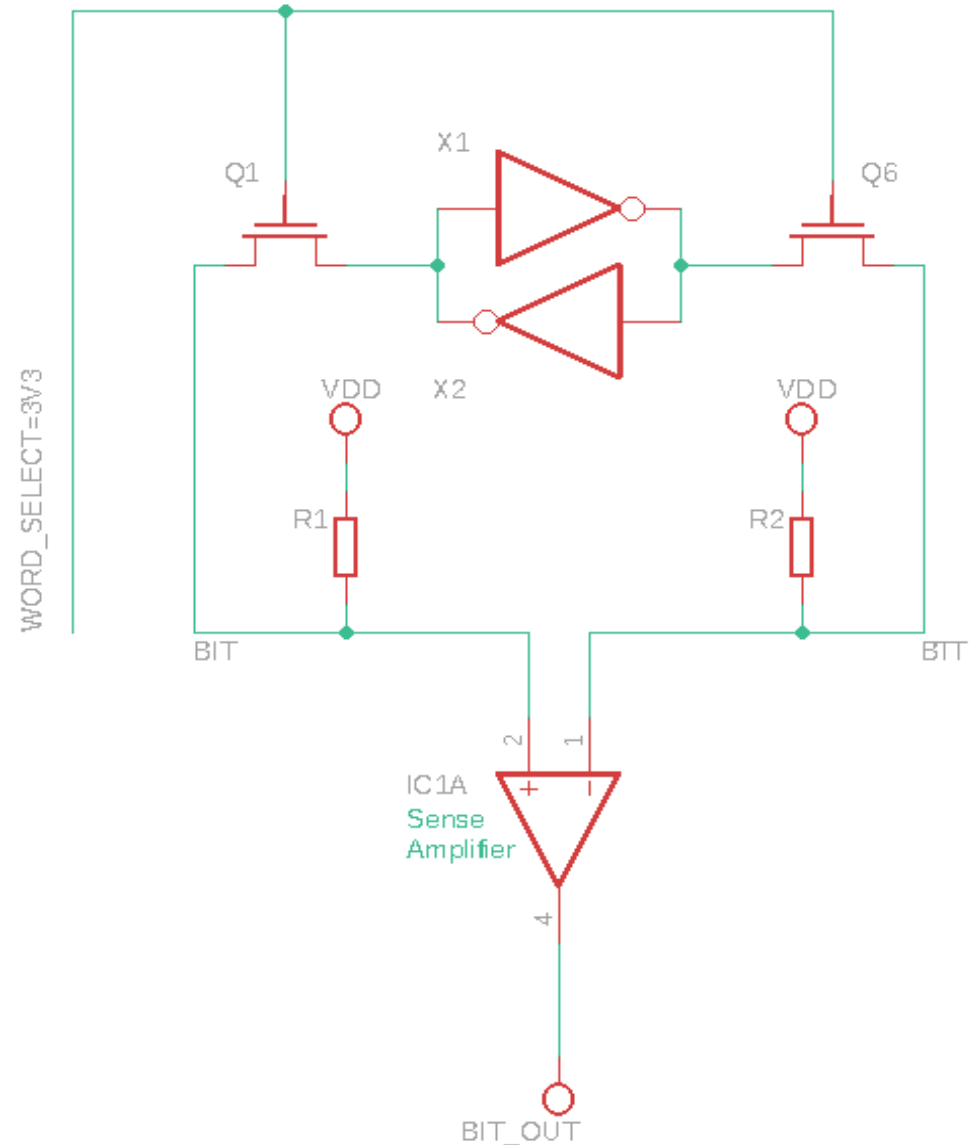 X1
Q1
Q6
WORD_SELECT=3V3
VDD
X2
VDD
R1
R2
BIT
BTT
2
1
IC1A
+
-
Sense
Amplifier
4
BIT_OUT